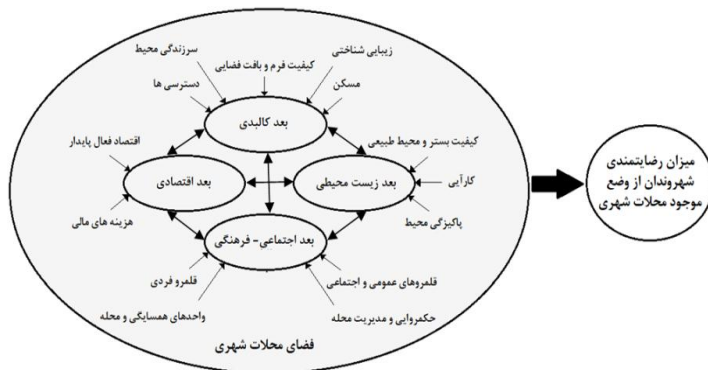 زیبایی شناختی
سرزندگی محیط
کیفیت فرم و بافت فضایی
دسترسی ها
مسکن
بعد کالبدی
اقتصاد فعال پایدار
کیفیت بستر و محیط طبیعی
بعد اقتصادی
بعد زیست محیطی
کارآیی
هزینه های مالی
پاکیزگی محیط
بعد اجتماعی- فرهنگی
قلمرو فردی
قلمروهای عمومی و اجتماعی
واحدهای همسایگی و محله
حکمروایی و مدیریت محله
فضای محلات شهری
میزان رضایتمندی
شهروندان از وضع
موجود محلات شهری